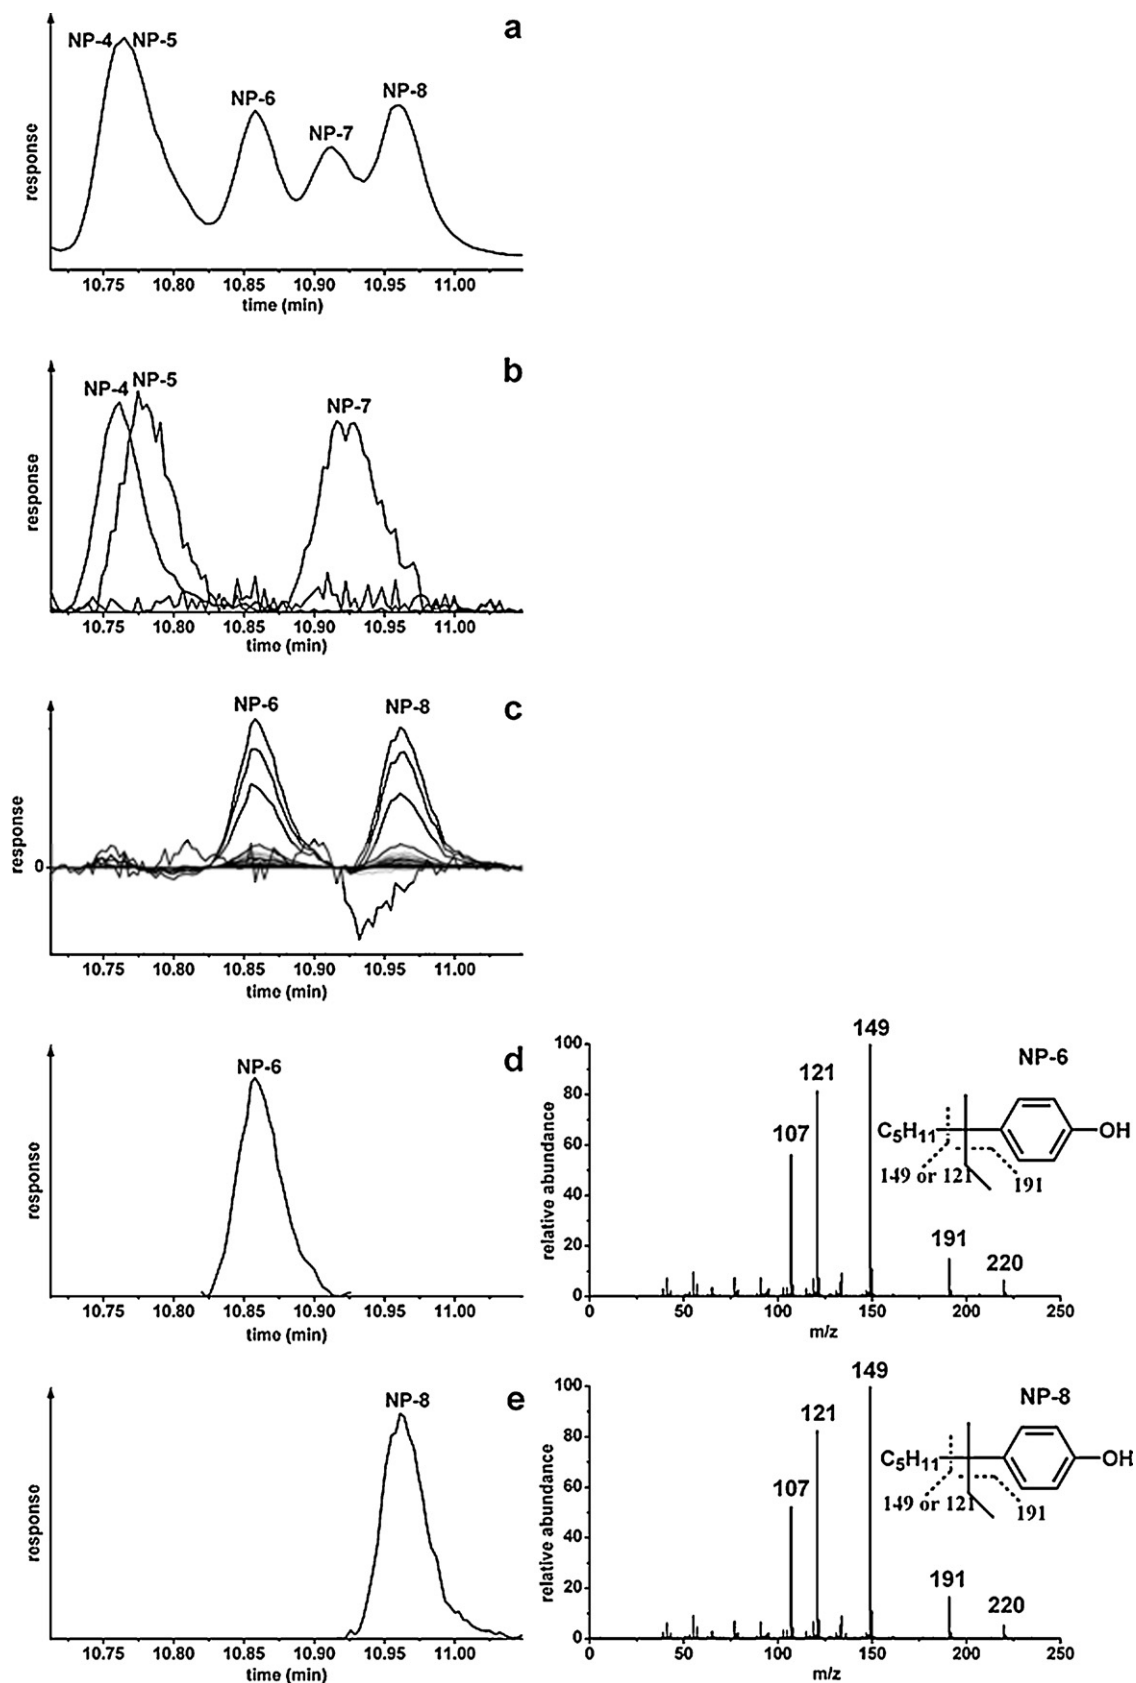 a
NP-4 NP-5
NP-6
NP-7
NP-8
response
10.75 10.80 10.85 10.90 10.95 11.00
time (min)
b
NP-4 NP-5
NP-7
response
10.75 10.80 10.85 10.90 10.95 11.00
time (min)
c
NP-6
NP-8
response
0
10.75 10.80 10.85 10.90 10.95 11.00
time (min)
d
NP-6
response
10.75 10.80 10.85 10.90 10.95 11.00
time (min)
NP-6
149
121
107
191
220
C5H11
OH
149 or 121
191
relative abundance
100
80
60
40
20
0
0 50 100 150 200 250
m/z
e
NP-8
response
10.75 10.80 10.85 10.90 10.95 11.00
time (min)
NP-8
149
121
107
191
220
C5H11
OH
149 or 121
191
relative abundance
100
80
60
40
20
0
0 50 100 150 200 250
m/z